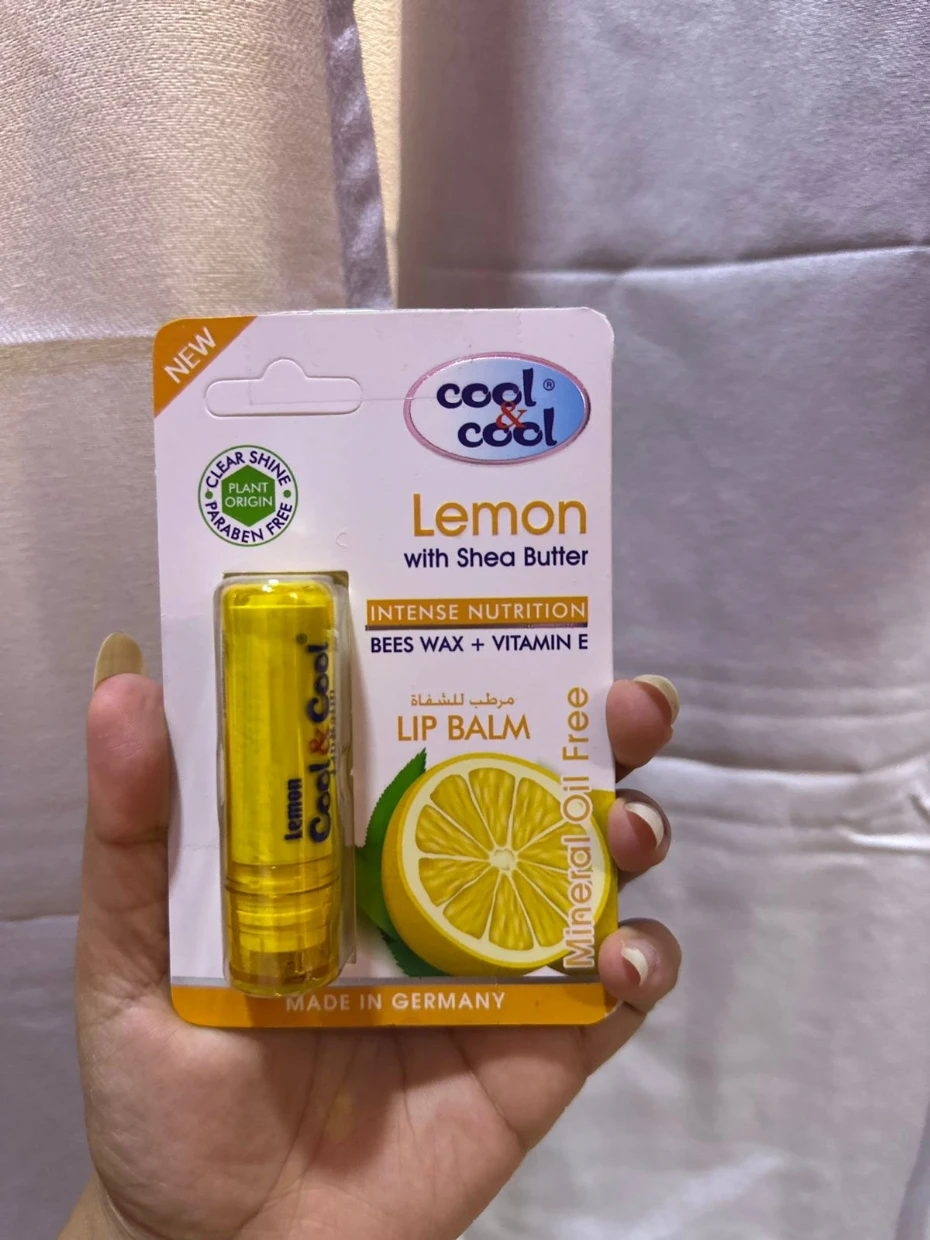 NEW
cool ®
&
cool
CLEAR SHINE
PLANT
ORIGIN
PARABEN FREE
Lemon
with Shea Butter
INTENSE NUTRITION
BEES WAX + VITAMIN E
مرطب للشفاة
LIP BALM
Mineral Oil Free
Lemon
Cool & Cool®
MADE IN GERMANY